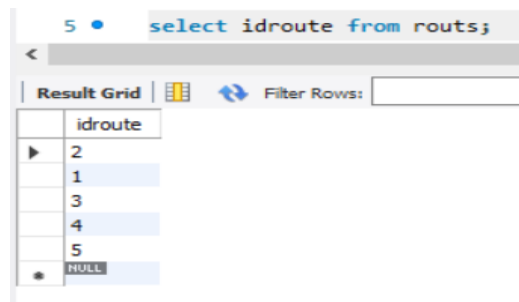 5 select idroute from routs;
Result Grid Filter Rows:
idroute
2
1
3
4
5
NULL